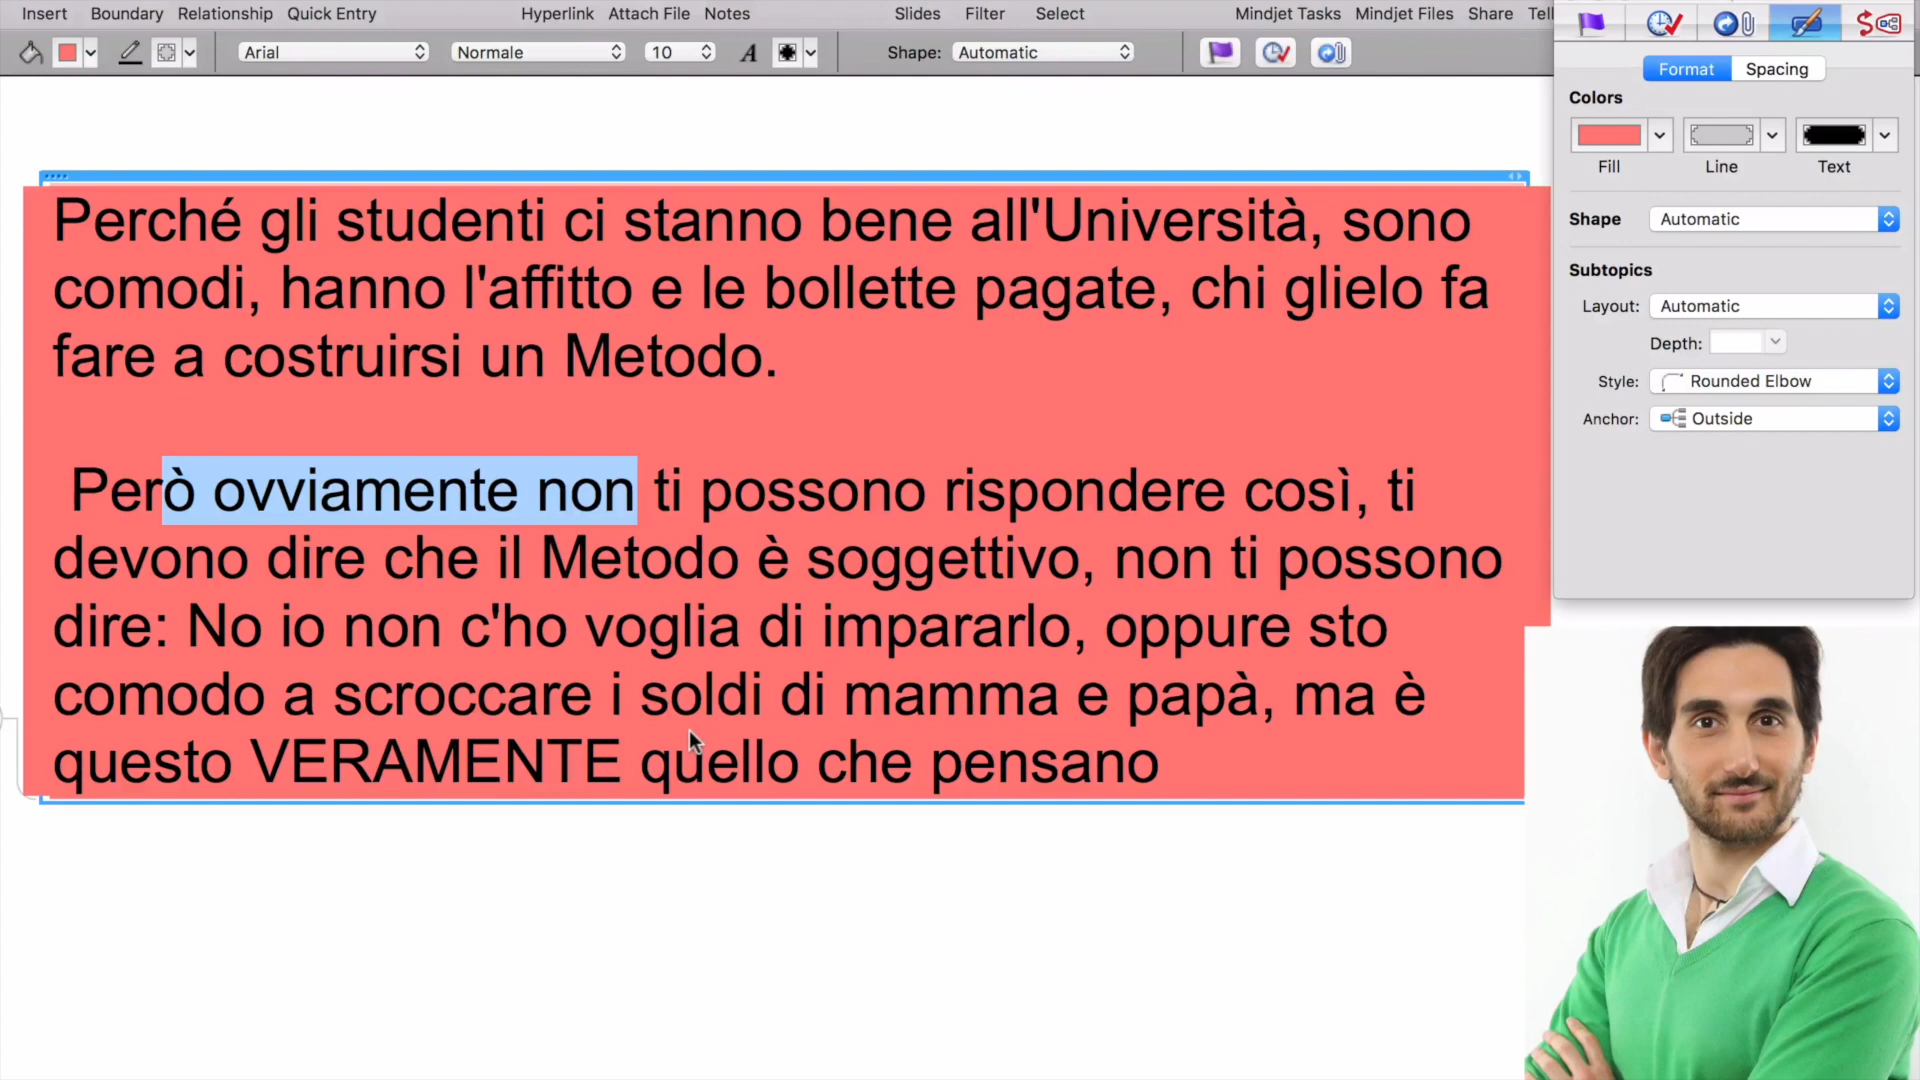 Insert Boundary Relationship Quick Entry Hyperlink Attach File Notes Slides Filter Select Mindjet Tasks Mindjet Files Share Tell
Arial Normale 10 A Shape: Automatic
Format Spacing
Colors
Fill Line Text
Shape Automatic
Subtopics
Layout: Automatic
Depth:
Style: Rounded Elbow
Anchor: Outside
Perché gli studenti ci stanno bene all'Università, sono
comodi, hanno l'affitto e le bollette pagate, chi glielo fa
fare a costruirsi un Metodo.
Però ovviamente non ti possono rispondere così, ti
devono dire che il Metodo è soggettivo, non ti possono
dire: No io non c'ho voglia di impararlo, oppure sto
comodo a scroccare i soldi di mamma e papà, ma è
questo VERAMENTE quello che pensano